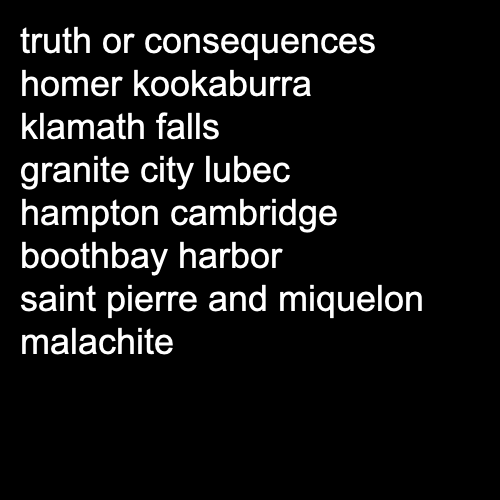 truth or consequences
homer kookaburra
klamath falls
granite city lubec
hampton cambridge
boothbay harbor
saint pierre and miquelon
malachite